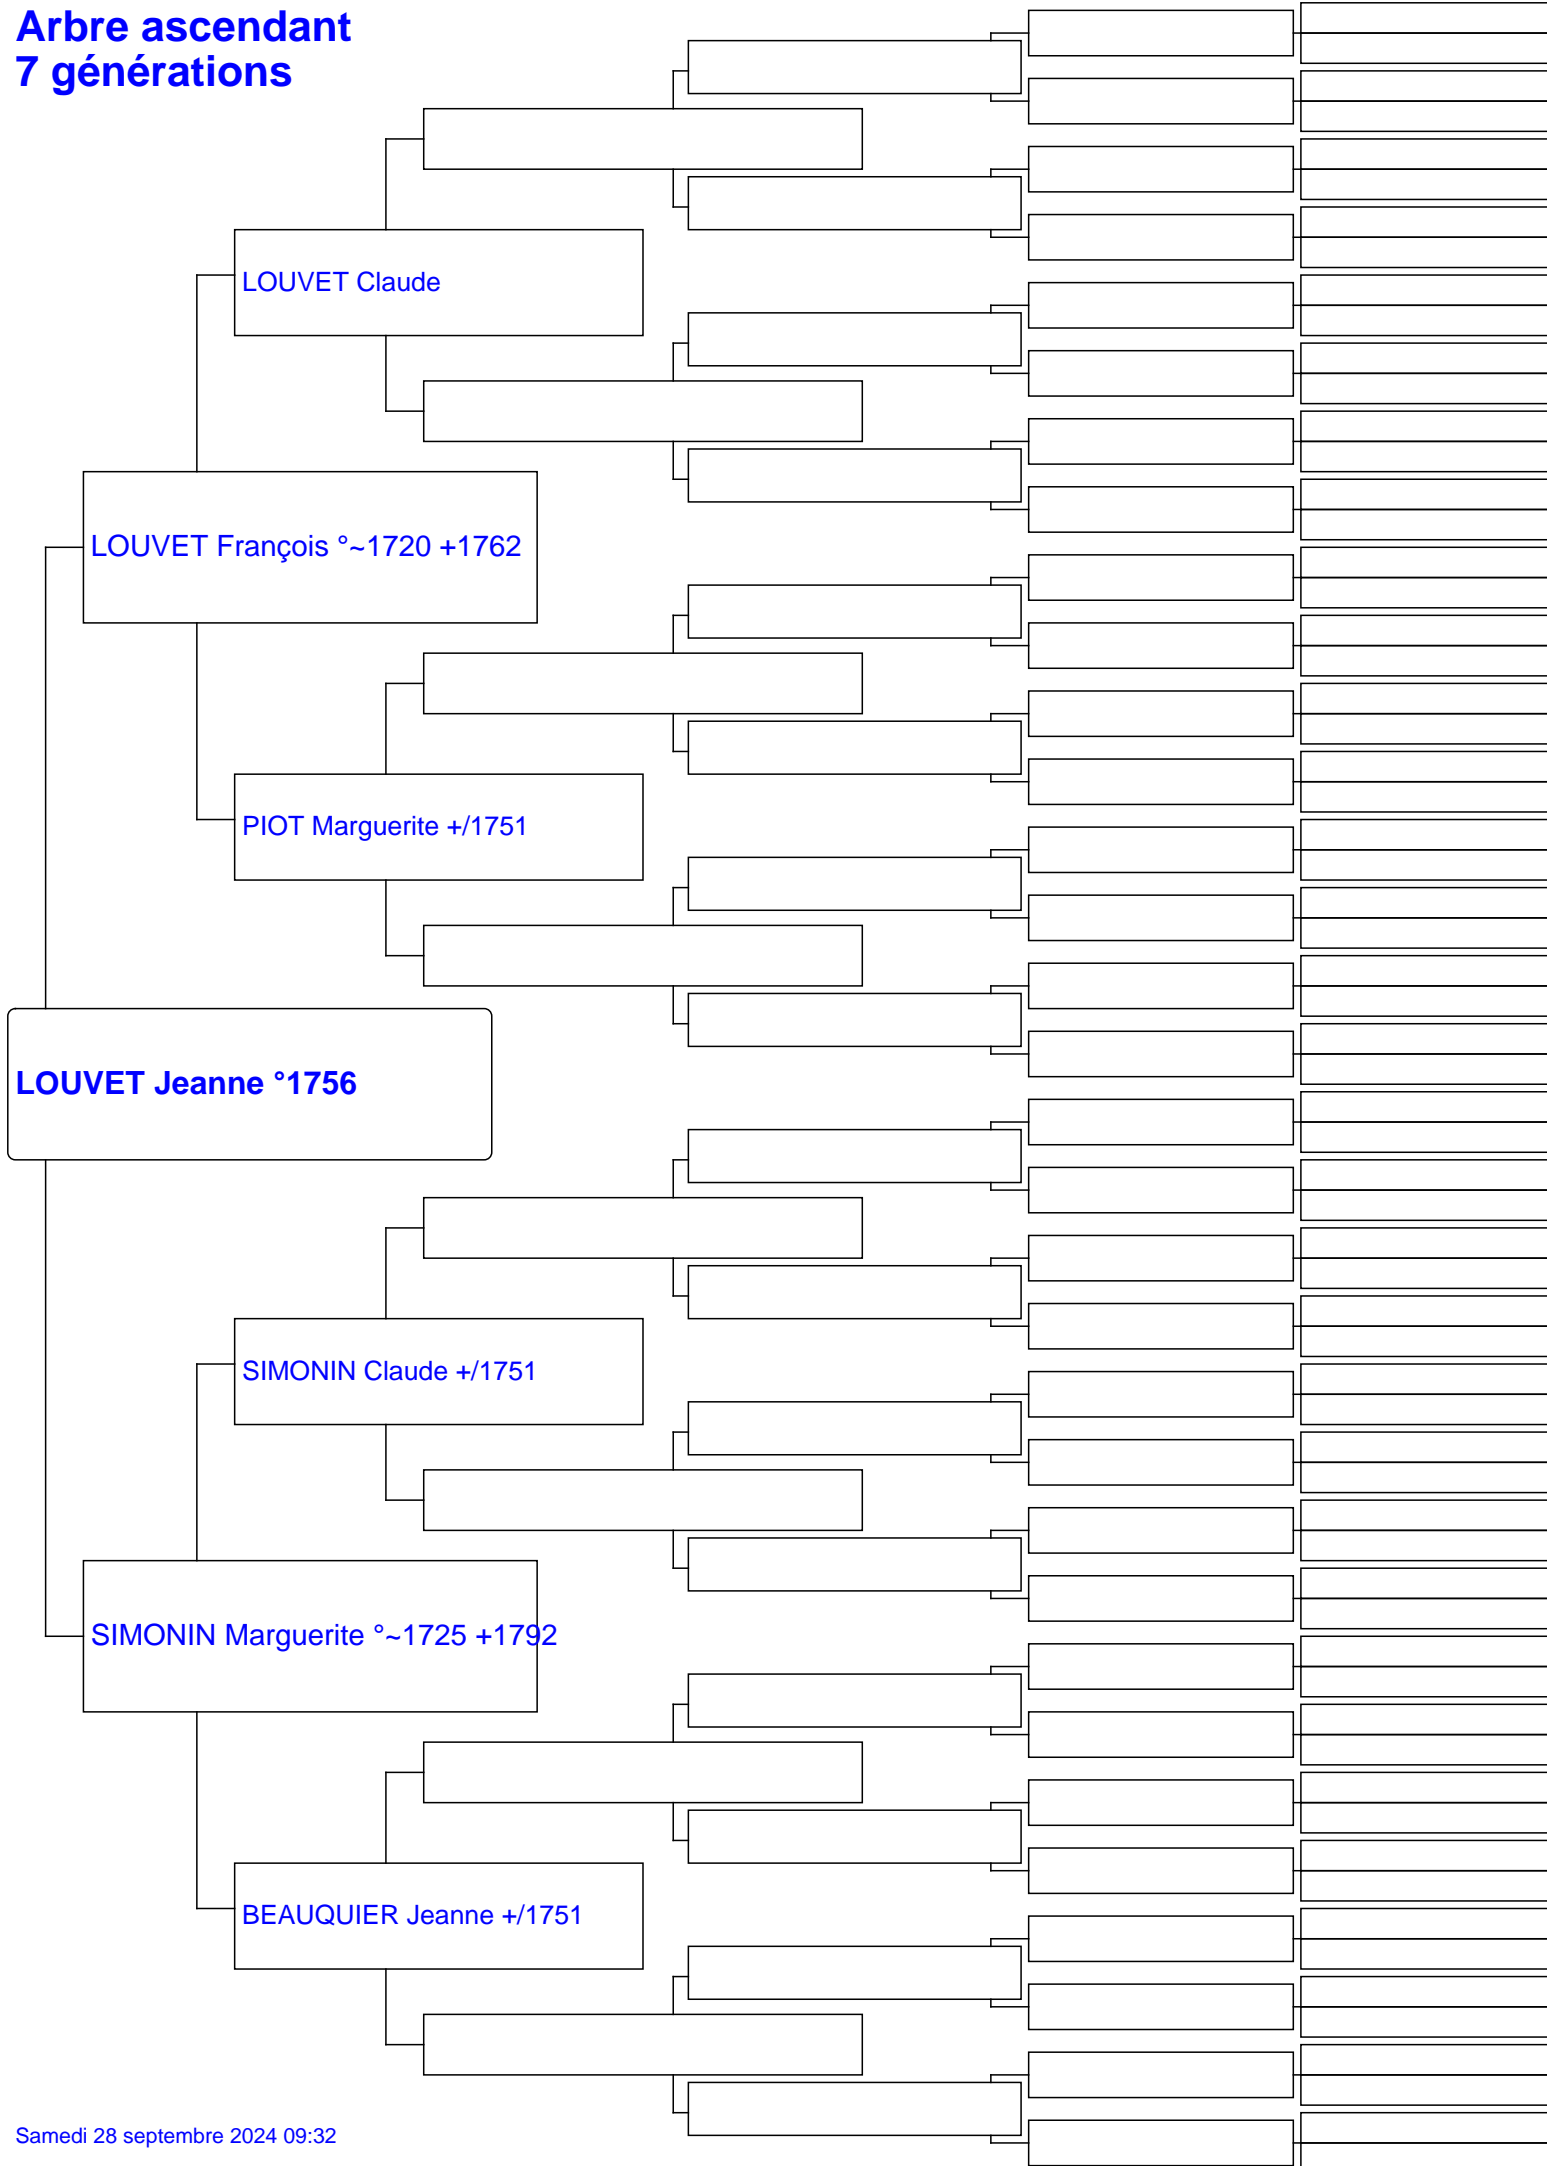 Arbre ascendant
7 générations
LOUVET Claude
LOUVET François °~1720 +1762
PIOT Marguerite +/1751
LOUVET Jeanne °1756
SIMONIN Claude +/1751
SIMONIN Marguerite °~1725 +1792
BEAUQUIER Jeanne +/1751
Samedi 28 septembre 2024 09:32